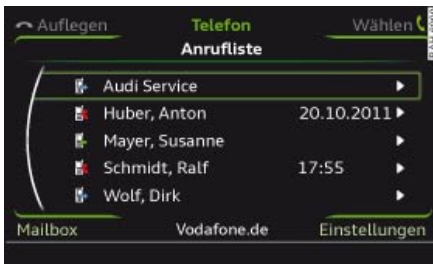 Auflegen Telefon Wählen
Anrufliste
Audi Service
Huber, Anton 20.10.2011
Mayer, Susanne
Schmidt, Ralf 17:55
Wolf, Dirk
Mailbox Vodafone.de Einstellungen